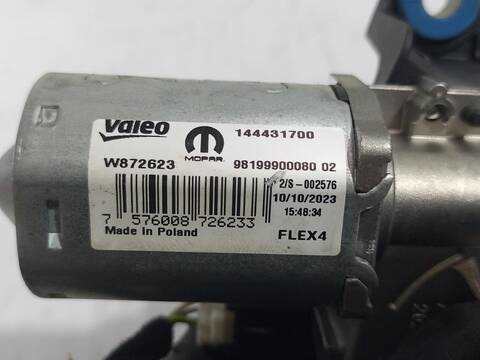 Valeo
MOPAR
144431700
W872623
98199900080 02
2/S-002576
10/10/2023
15:48:34
7 576008 726233
Made In Poland
FLEX4